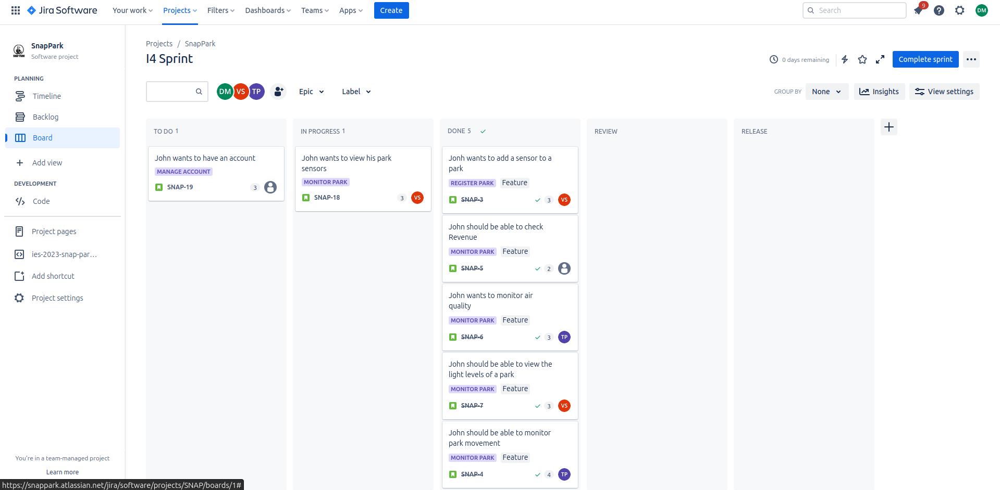 Jira Software
Your work
Projects
Filters
Dashboards
Teams
Apps
Create
Search
9
DM
SnapPark
Software project
SNAP PARK
PLANNING
Timeline
Backlog
Board
Add view
DEVELOPMENT
Code
Project pages
ies-2023-snap-par...
Add shortcut
Project settings
You're in a team-managed project
Learn more
https://snappark.atlassian.net/jira/software/projects/SNAP/boards/1#
Projects / SnapPark
I4 Sprint
0 days remaining
Complete sprint
DM
VS
TP
Epic
Label
GROUP BY
None
Insights
View settings
TO DO 1
John wants to have an account
MANAGE ACCOUNT
SNAP-19
3
IN PROGRESS 1
John wants to view his park
sensors
MONITOR PARK
SNAP-18
3
VS
DONE 5
Jonh wants to add a sensor to a
park
REGISTER PARK Feature
SNAP-3
3
VS
John should be able to check
Revenue
MONITOR PARK Feature
SNAP-5
2
John wants to monitor air
quality
MONITOR PARK Feature
SNAP-6
3
TP
John should be able to view the
light levels of a park
MONITOR PARK Feature
SNAP-7
3
VS
John should be able to monitor
park movement
MONITOR PARK Feature
SNAP-4
4
TP
REVIEW
RELEASE